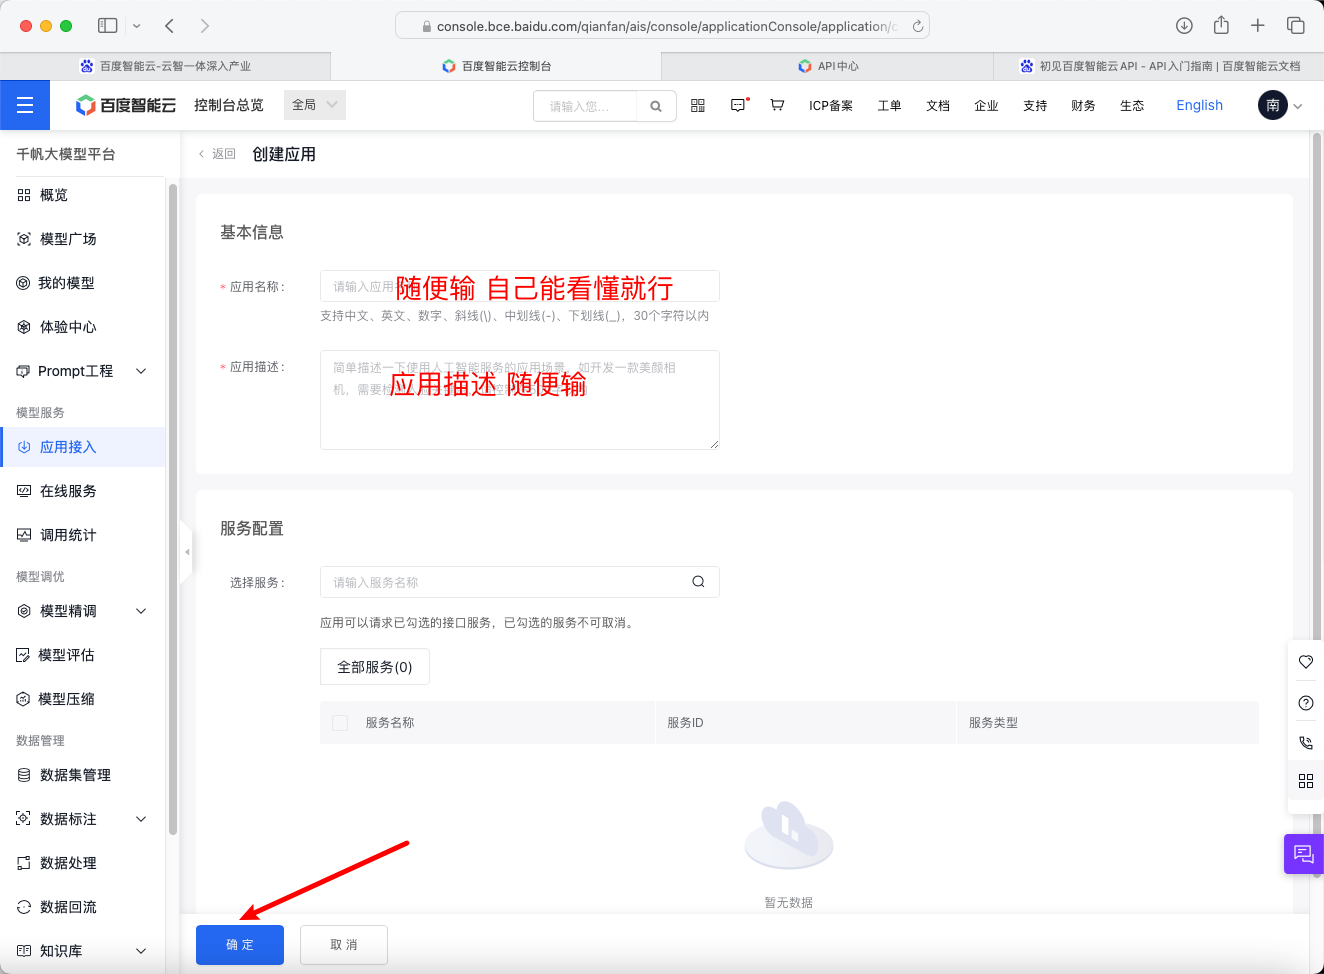 console.bce.baidu.com/qianfan/ais/console/applicationConsole/application/
百度智能云-云智一体深入产业
百度智能云控制台
API中心
初见百度智能云API - API入门指南 | 百度智能云文档
百度智能云
控制台总览
全局
请输入您...
ICP备案
工单
文档
企业
支持
财务
生态
English
南
千帆大模型平台
概览
模型广场
我的模型
体验中心
Prompt工程
模型服务
应用接入
在线服务
调用统计
模型调优
模型精调
模型评估
模型压缩
数据管理
数据集管理
数据标注
数据处理
数据回流
知识库
返回
创建应用
基本信息
* 应用名称：
请输入应用
随便输 自己能看懂就行
支持中文、英文、数字、斜线(\)、中划线(-)、下划线(_)，30个字符以内
* 应用描述：
简单描述一下使用人工智能服务的应用场景，如开发一款美颜相
机，需要检
应用描述 随便输
服务配置
选择服务：
请输入服务名称
应用可以请求已勾选的接口服务，已勾选的服务不可取消。
全部服务(0)
服务名称
服务ID
服务类型
暂无数据
确 定
取 消